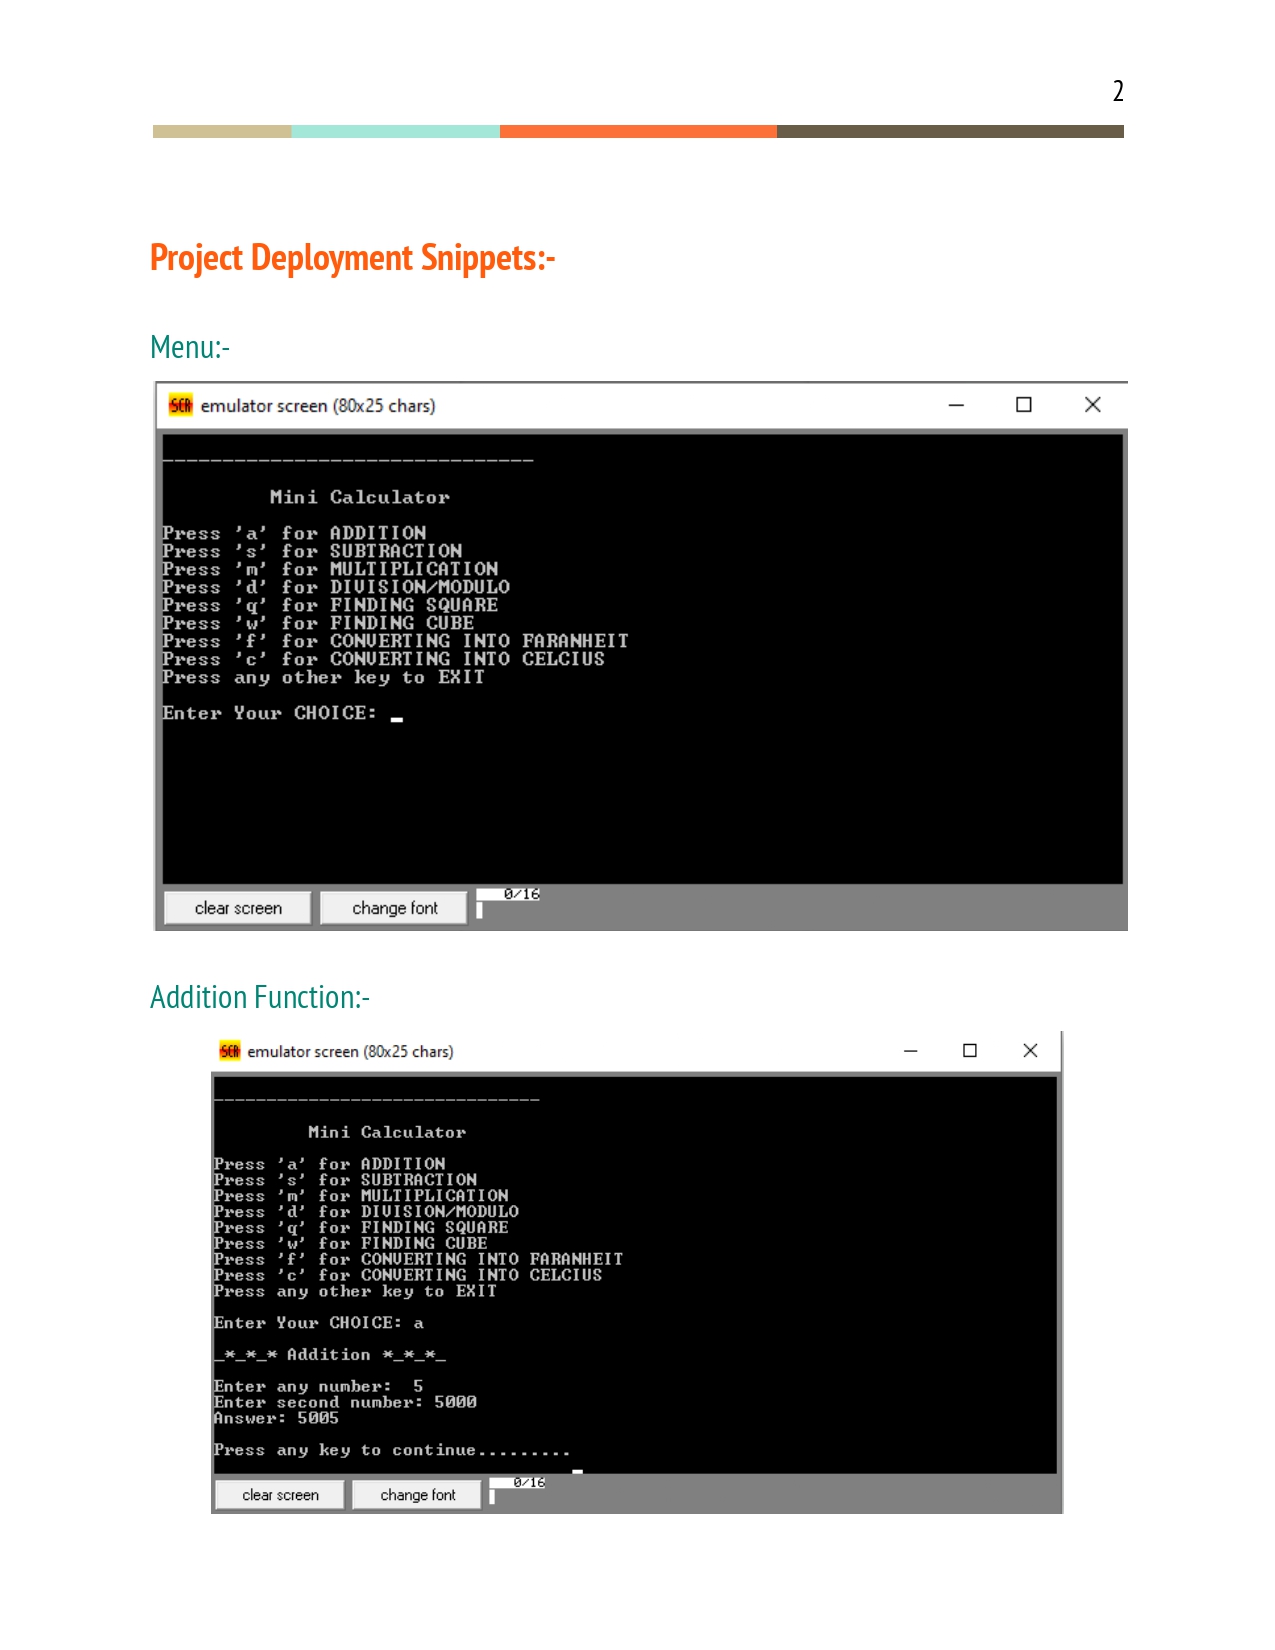 2
Project Deployment Snippets:-
Menu:-
SCR emulator screen (80x25 chars)
-------------------------------
Mini Calculator
Press 'a' for ADDITION
Press 's' for SUBTRACTION
Press 'm' for MULTIPLICATION
Press 'd' for DIVISION/MODULO
Press 'q' for FINDING SQUARE
Press 'w' for FINDING CUBE
Press 'f' for CONVERTING INTO FARANHEIT
Press 'c' for CONVERTING INTO CELCIUS
Press any other key to EXIT
Enter Your CHOICE: _
clear screen change font 0/16
Addition Function:-
SCR emulator screen (80x25 chars)
-------------------------------
Mini Calculator
Press 'a' for ADDITION
Press 's' for SUBTRACTION
Press 'm' for MULTIPLICATION
Press 'd' for DIVISION/MODULO
Press 'q' for FINDING SQUARE
Press 'w' for FINDING CUBE
Press 'f' for CONVERTING INTO FARANHEIT
Press 'c' for CONVERTING INTO CELCIUS
Press any other key to EXIT
Enter Your CHOICE: a
_*_*_* Addition *_*_*_
Enter any number:  5
Enter second number: 5000
Answer: 5005
Press any key to continue.........
clear screen change font 0/16